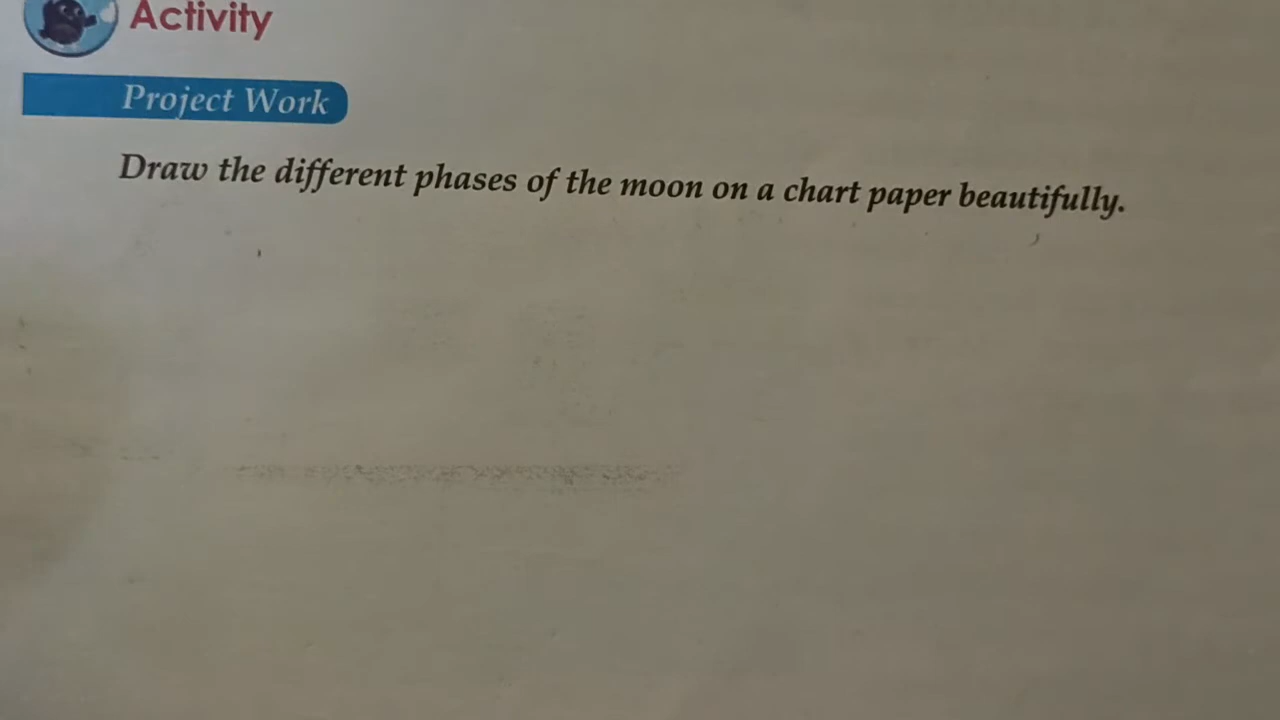 Activity
Project Work
Draw the different phases of the moon on a chart paper beautifully.